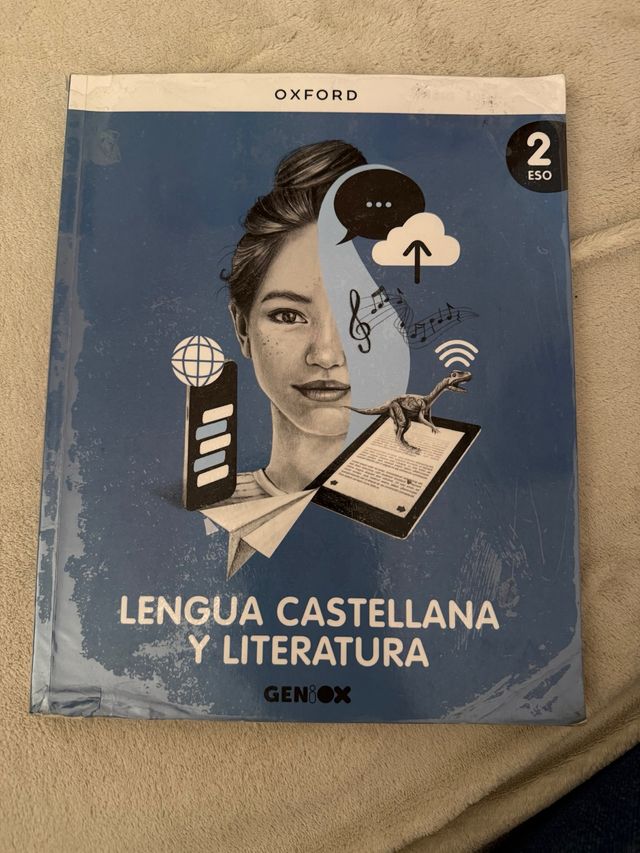 OXFORD
2
ESO
LENGUA CASTELLANA
Y LITERATURA
GENiOX